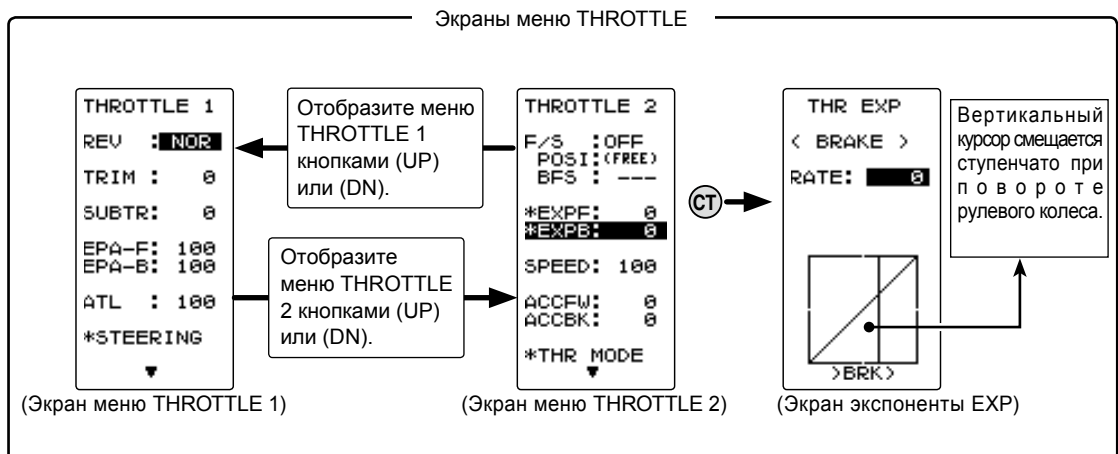 Экраны меню THROTTLE
THROTTLE 1
REV : NOR
TRIM : 0
SUBTR: 0
EPA-F: 100
EPA-B: 100
ATL : 100
*STEERING
▼
(Экран меню THROTTLE 1)
Отобразите меню
THROTTLE 1
кнопками (UP)
или (DN).
Отобразите
меню THROTTLE
2 кнопками (UP)
или (DN).
THROTTLE 2
F/S :OFF
POSI:(FREE)
BFS : ---
*EXPF: 0
*EXPB: 0
SPEED: 100
ACCFW: 0
ACCBK: 0
*THR MODE
▼
(Экран меню THROTTLE 2)
CT
THR EXP
< BRAKE >
RATE: 0
>BRK>
(Экран экспоненты EXP)
Вертикальный
курсор смещается
ступенчато при
повороте
рулевого колеса.